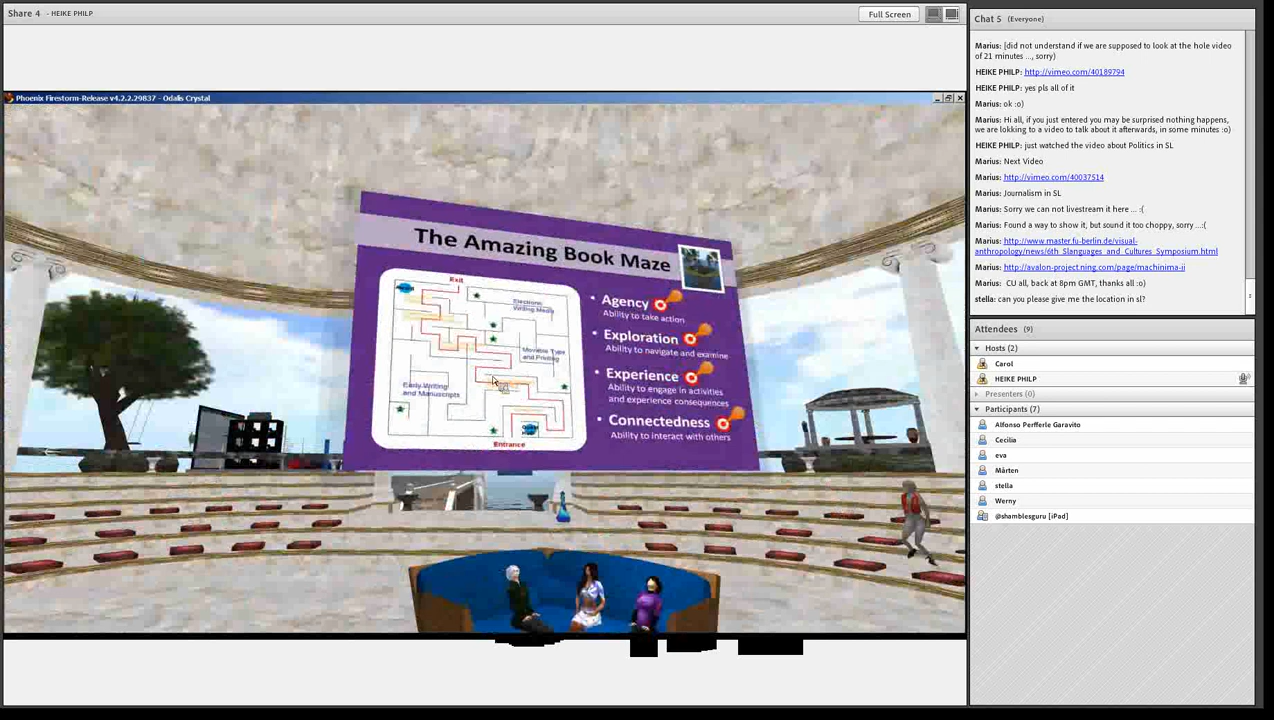 Share 4 - HEIKE PHILP
Full Screen
Phoenix Firestorm-Release v4.2.2.29837 - Odalis Crystal
The Amazing Book Maze
Exit
Electronic
Writing Media
Movable Type
and Printing
Early Writing
and Manuscripts
Entrance
• Agency
Ability to take action
• Exploration
Ability to navigate and examine
• Experience
Ability to engage in activities
and experience consequences
• Connectedness
Ability to interact with others
Chat 5 (Everyone)
Marius: [did not understand if we are supposed to look at the hole video
of 21 minutes ..., sorry)
HEIKE PHILP: http://vimeo.com/40189794
HEIKE PHILP: yes pls all of it
Marius: ok :o)
Marius: Hi all, if you just entered you may be surprised nothing happens,
we are lokking to a video to talk about it afterwards, in some minutes :o)
HEIKE PHILP: just watched the video about Politics in SL
Marius: Next Video
Marius: http://vimeo.com/40037514
Marius: Journalism in SL
Marius: Sorry we can not livestream it here ... :(
Marius: Found a way to show it, but sound it too choppy, sorry ...:(
Marius: http://www.master.fu-berlin.de/visual-
anthropology/news/6th_Slanguages_and_Cultures_Symposium.html
Marius: http://avalon-project.ning.com/page/machinima-ii
Marius: CU all, back at 8pm GMT, thanks all :o)
stella: can you please give me the location in sl?
Attendees (9)
Hosts (2)
Carol
HEIKE PHILP
Presenters (0)
Participants (7)
Alfonso Perfferle Garavito
Cecilia
eva
Mårten
stella
Werny
@shamblesguru [iPad]